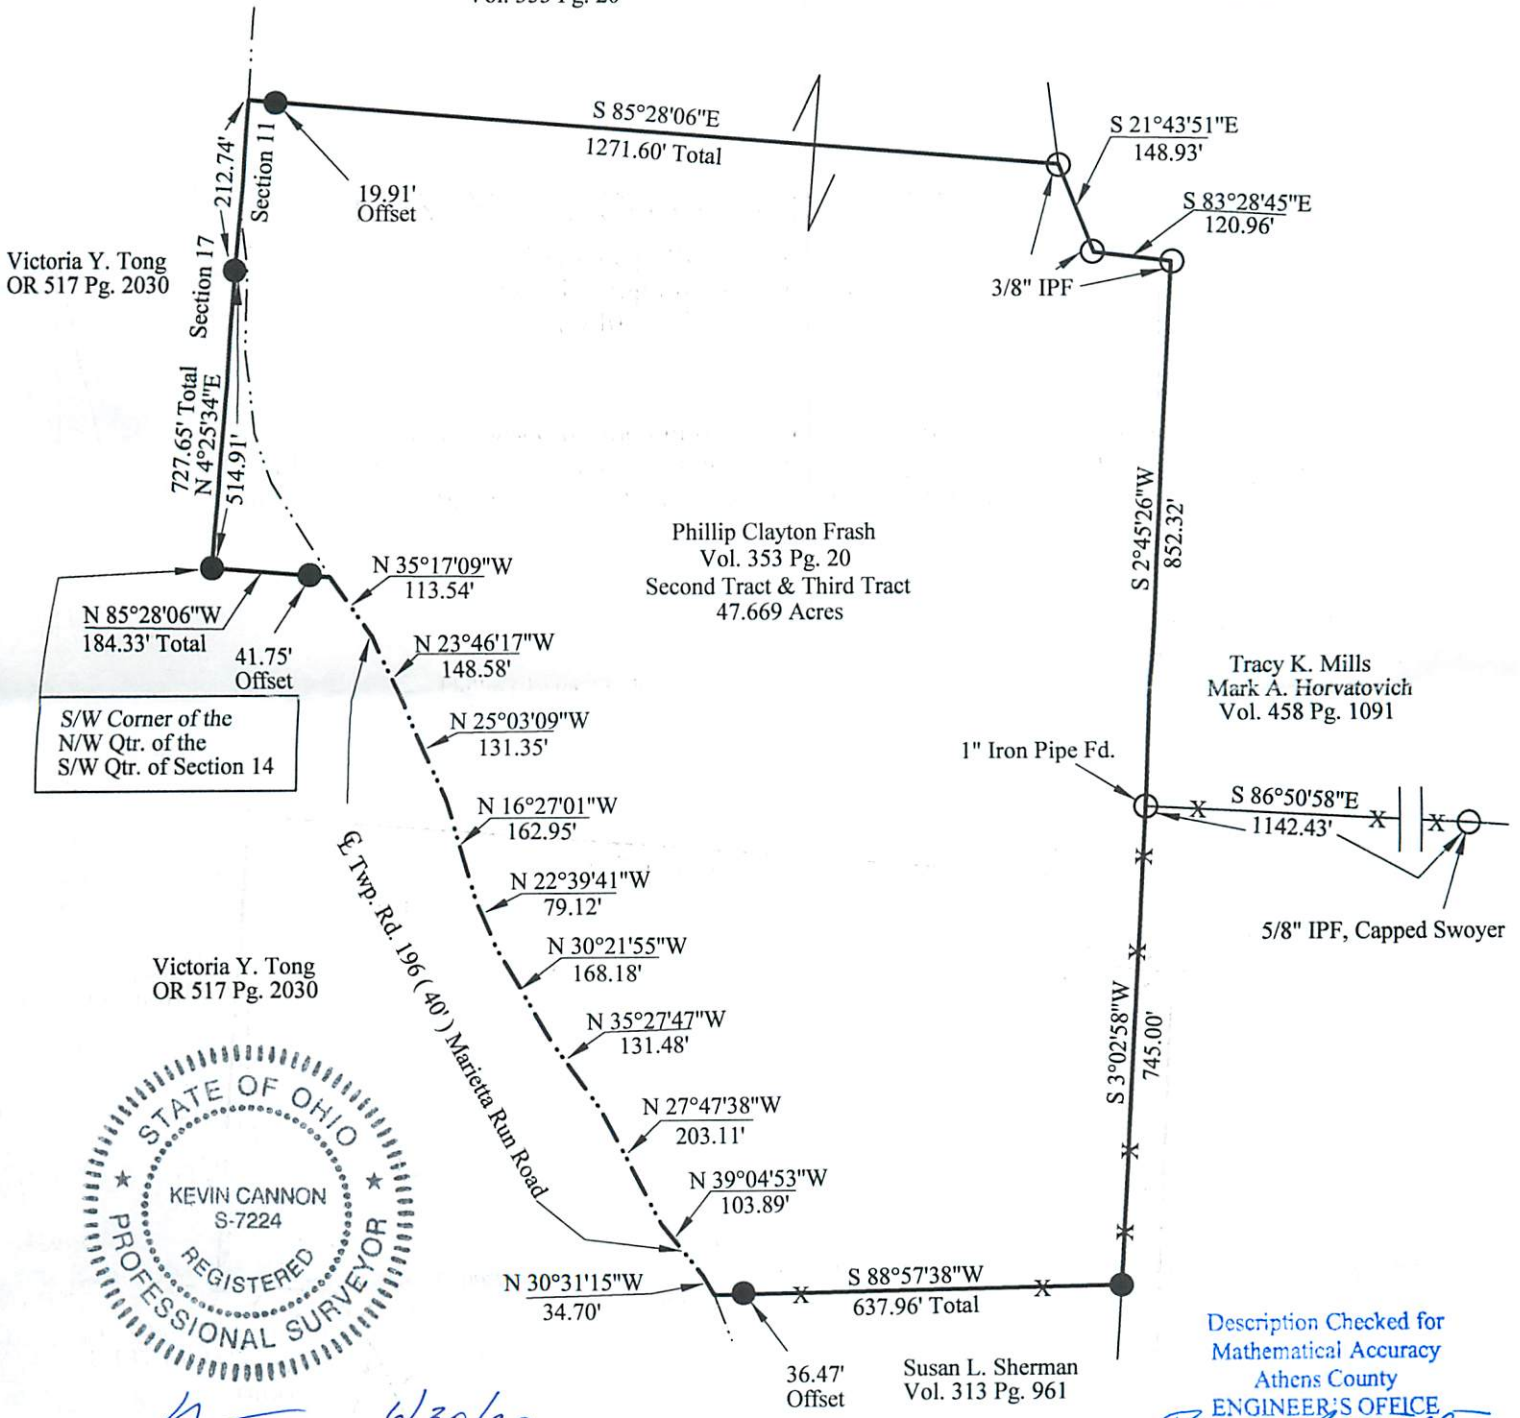 Vol. 353 Pg. 20
S 85°28'06"E
1271.60' Total
S 21°43'51"E
148.93'
S 83°28'45"E
120.96'
3/8" IPF
212.74'
Section 11
19.91'
Offset
Victoria Y. Tong
OR 517 Pg. 2030
Section 17
727.65' Total
N 4°25'34"E
514.91'
N 85°28'06"W
184.33' Total
41.75'
Offset
S/W Corner of the
N/W Qtr. of the
S/W Qtr. of Section 14
Phillip Clayton Frash
Vol. 353 Pg. 20
Second Tract & Third Tract
47.669 Acres
S 2°45'26"W
852.32'
Tracy K. Mills
Mark A. Horvatovich
Vol. 458 Pg. 1091
1" Iron Pipe Fd.
S 86°50'58"E
1142.43'
X X X
5/8" IPF, Capped Swoyer
N 35°17'09"W
113.54'
N 23°46'17"W
148.58'
N 25°03'09"W
131.35'
N 16°27'01"W
162.95'
N 22°39'41"W
79.12'
N 30°21'55"W
168.18'
N 35°27'47"W
131.48'
N 27°47'38"W
203.11'
N 39°04'53"W
103.89'
N 30°31'15"W
34.70'
℄ Twp. Rd. 196 ( 40' ) Marietta Run Road
Victoria Y. Tong
OR 517 Pg. 2030
X
X
S 3°02'58"W
745.00'
X
X
X S 88°57'38"W X
637.96' Total
36.47'
Offset
Susan L. Sherman
Vol. 313 Pg. 961
STATE OF OHIO
KEVIN CANNON
S-7224
REGISTERED
PROFESSIONAL SURVEYOR
Description Checked for
Mathematical Accuracy
Athens County
ENGINEER'S OFFICE